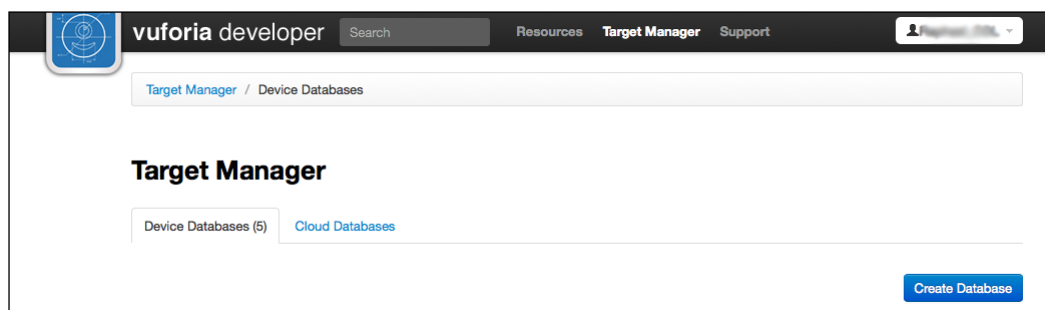 vuforia developer Search Resources Target Manager Support
Target Manager / Device Databases
Target Manager
Device Databases (5) Cloud Databases
Create Database